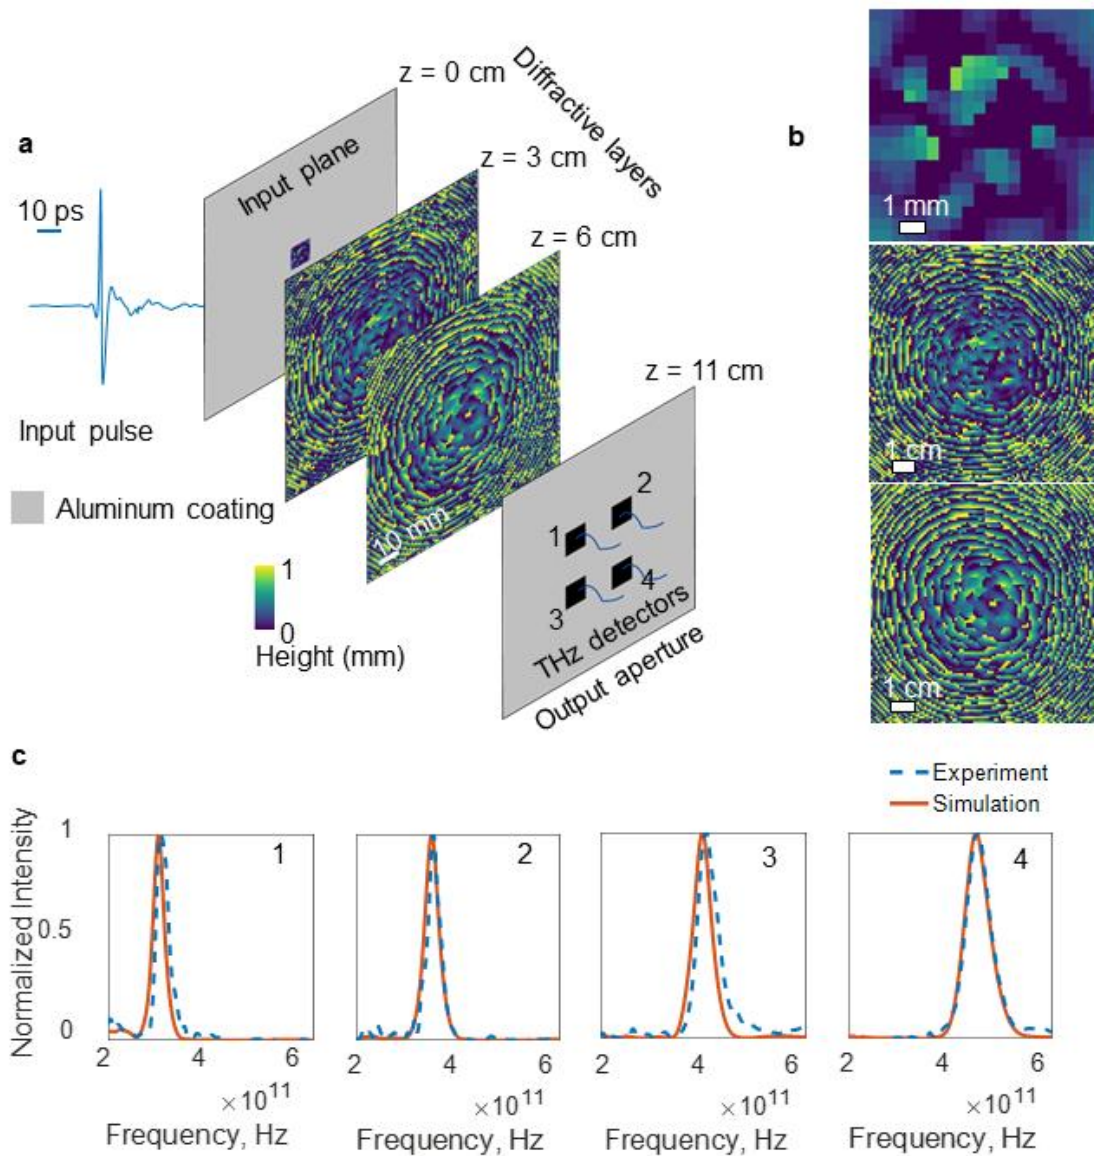 a
z = 0 cm
Diffractive layers
Input plane
z = 3 cm
10 ps
z = 6 cm
Input pulse
z = 11 cm
Aluminum coating
10 mm
1
0
Height (mm)
1
2
3
4
THz detectors
Output aperture
b
1 mm
1 cm
1 cm
c
Experiment
Simulation
Normalized Intensity
1
0.5
0
1
2
4
6
×10¹¹
Frequency, Hz
2
2
4
6
×10¹¹
Frequency, Hz
3
2
4
6
×10¹¹
Frequency, Hz
4
2
4
6
×10¹¹
Frequency, Hz